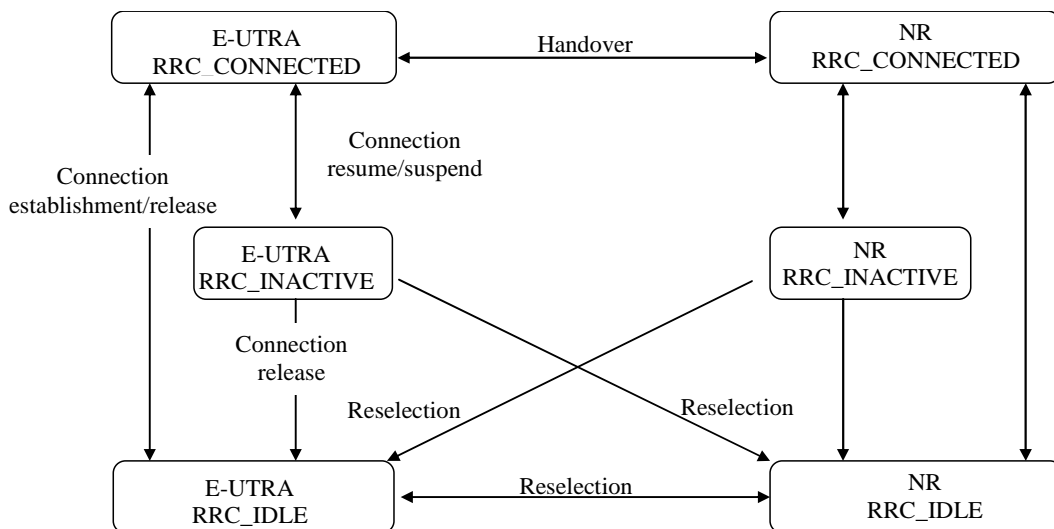 E-UTRA
RRC_CONNECTED
Handover
NR
RRC_CONNECTED
Connection
resume/suspend
Connection
establishment/release
E-UTRA
RRC_INACTIVE
NR
RRC_INACTIVE
Connection
release
Reselection
Reselection
E-UTRA
RRC_IDLE
Reselection
NR
RRC_IDLE